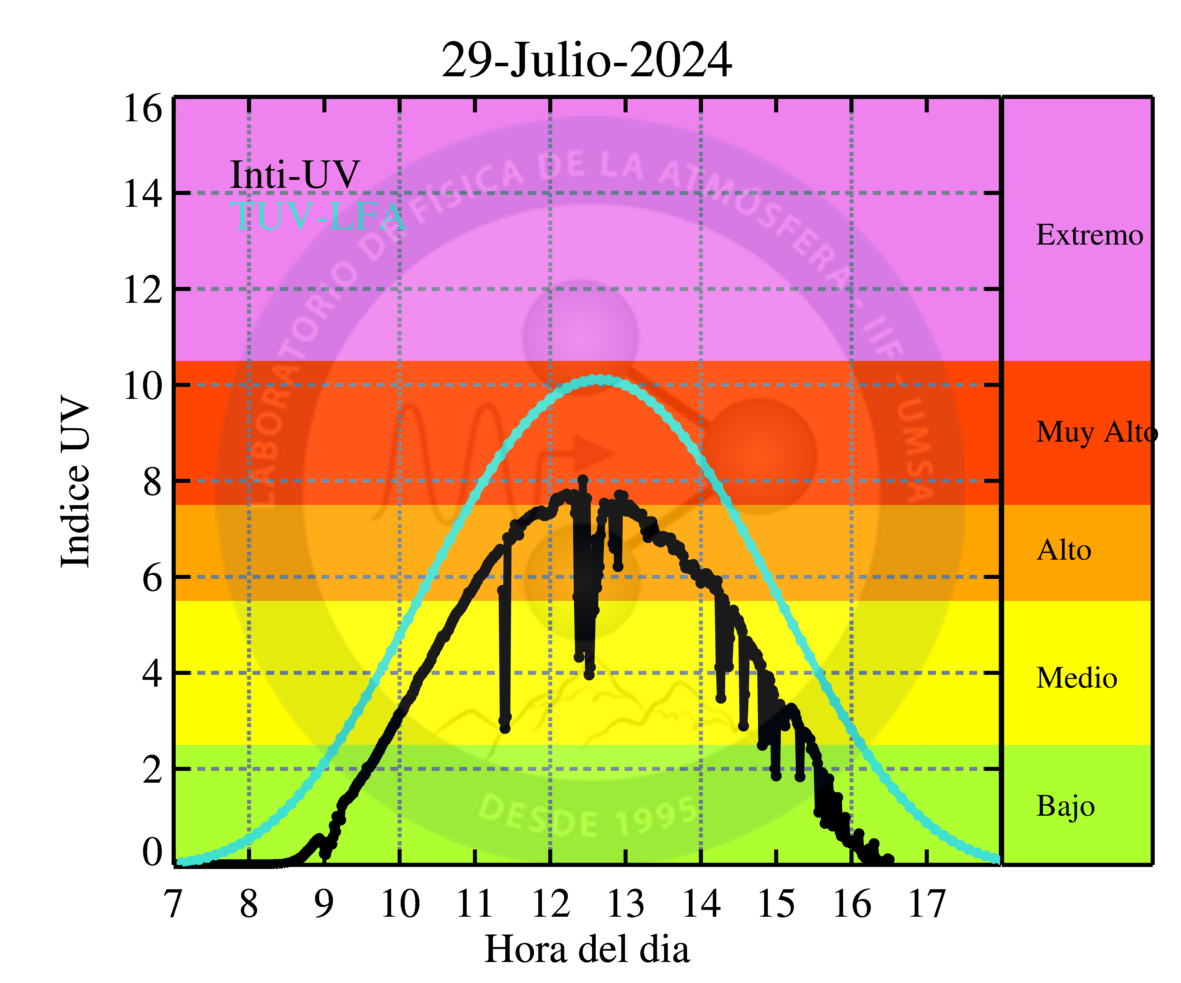 29-Julio-2024
16
14
12
10
8
6
4
2
0
Indice UV
Inti-UV
TUV-LFA
LABORATORIO DE FÍSICA DE LA ATMÓSFERA - IIF - UMSA
DESDE 1995
Extremo
Muy Alto
Alto
Medio
Bajo
7 8 9 10 11 12 13 14 15 16 17
Hora del dia